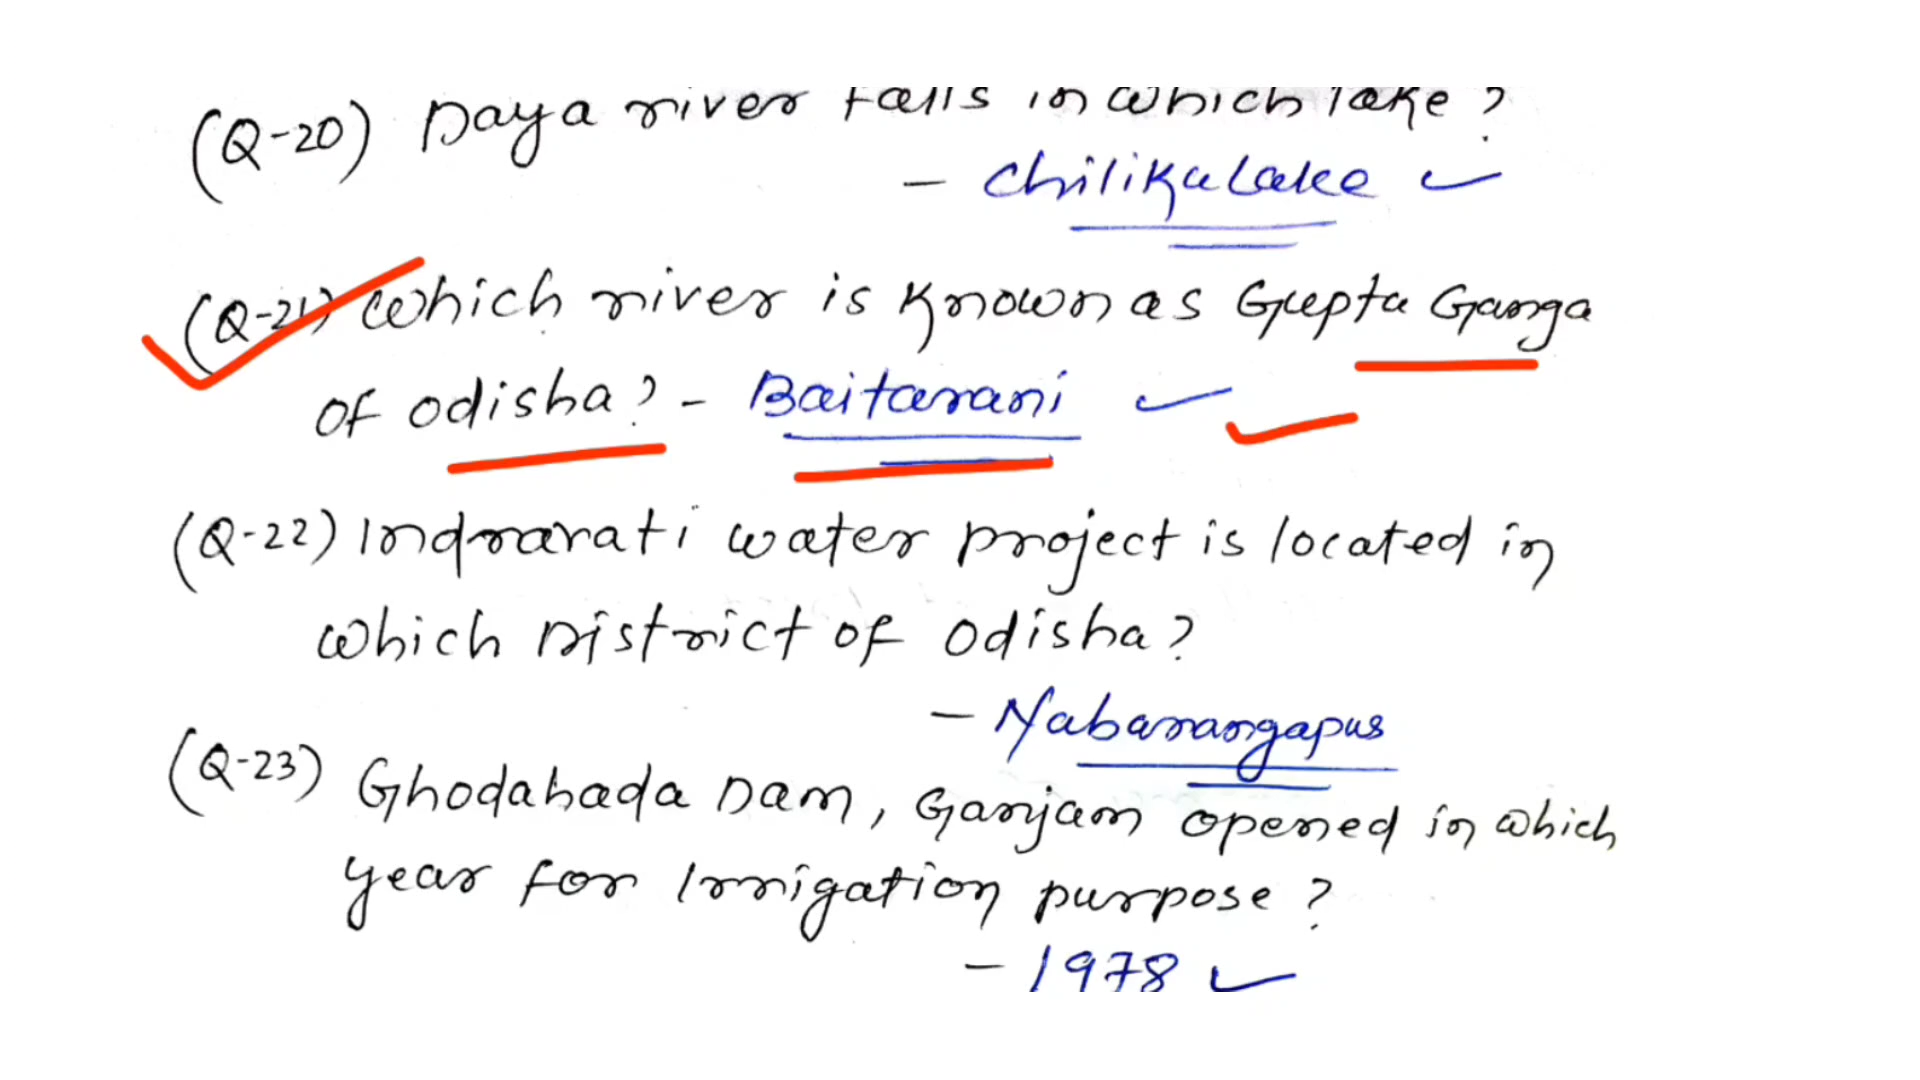 (Q-20) Daya river falls in which lake?
- Chilika Lake
(Q-21) Which river is known as Gupta Ganga
of odisha? - Baitarani
(Q-22) Indravati water project is located in
which District of Odisha?
- Nabarangapur
(Q-23) Ghodahada Dam, Ganjam opened in which
year for Irrigation purpose?
- 1978